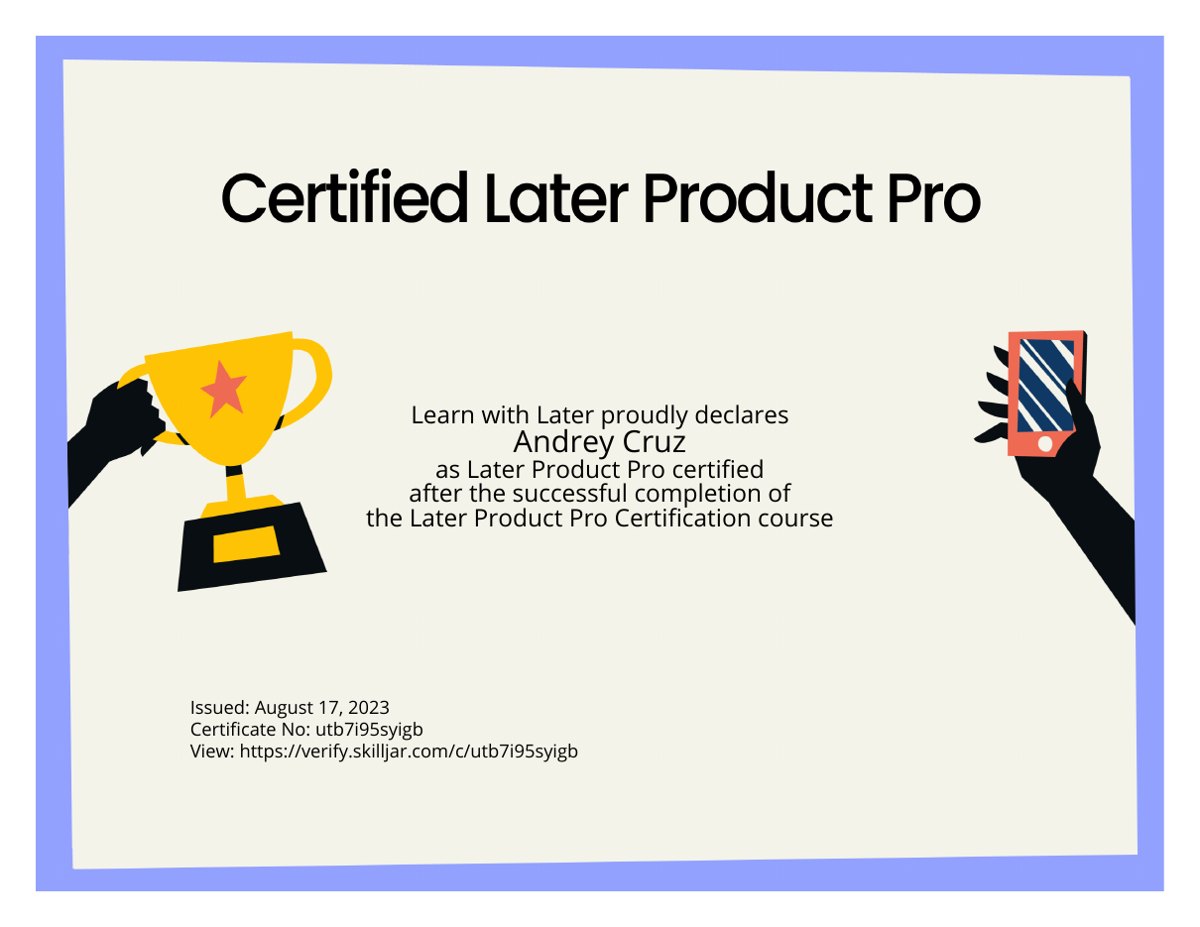 Certified Later Product Pro
Learn with Later proudly declares
Andrey Cruz
as Later Product Pro certified
after the successful completion of
the Later Product Pro Certification course
Issued: August 17, 2023
Certificate No: utb7i95syigb
View: https://verify.skilljar.com/c/utb7i95syigb